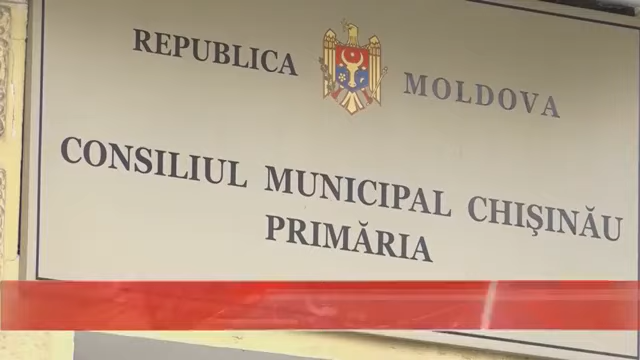 REPUBLICA MOLDOVA
CONSILIUL MUNICIPAL CHIŞINĂU
PRIMĂRIA